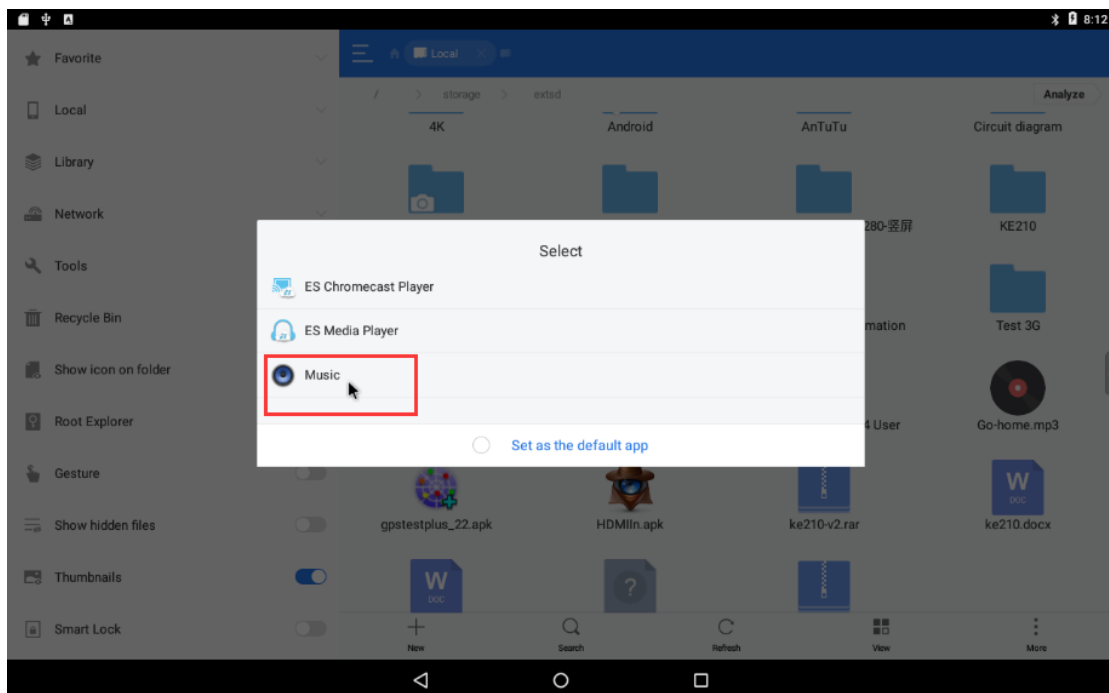 8:12
Favorite
Local
Library
Network
Tools
Recycle Bin
Show icon on folder
Root Explorer
Gesture
Show hidden files
Thumbnails
Smart Lock
Local
/ > storage > extsd
Analyze
4K
Android
AnTuTu
Circuit diagram
280-竖屏
KE210
mation
Test 3G
4 User
Go-home.mp3
Select
ES Chromecast Player
ES Media Player
Music
Set as the default app
gpstestplus_22.apk
HDMIIn.apk
ke210-v2.rar
W
DOC
ke210.docx
W
DOC
?
New
Search
Refresh
View
More